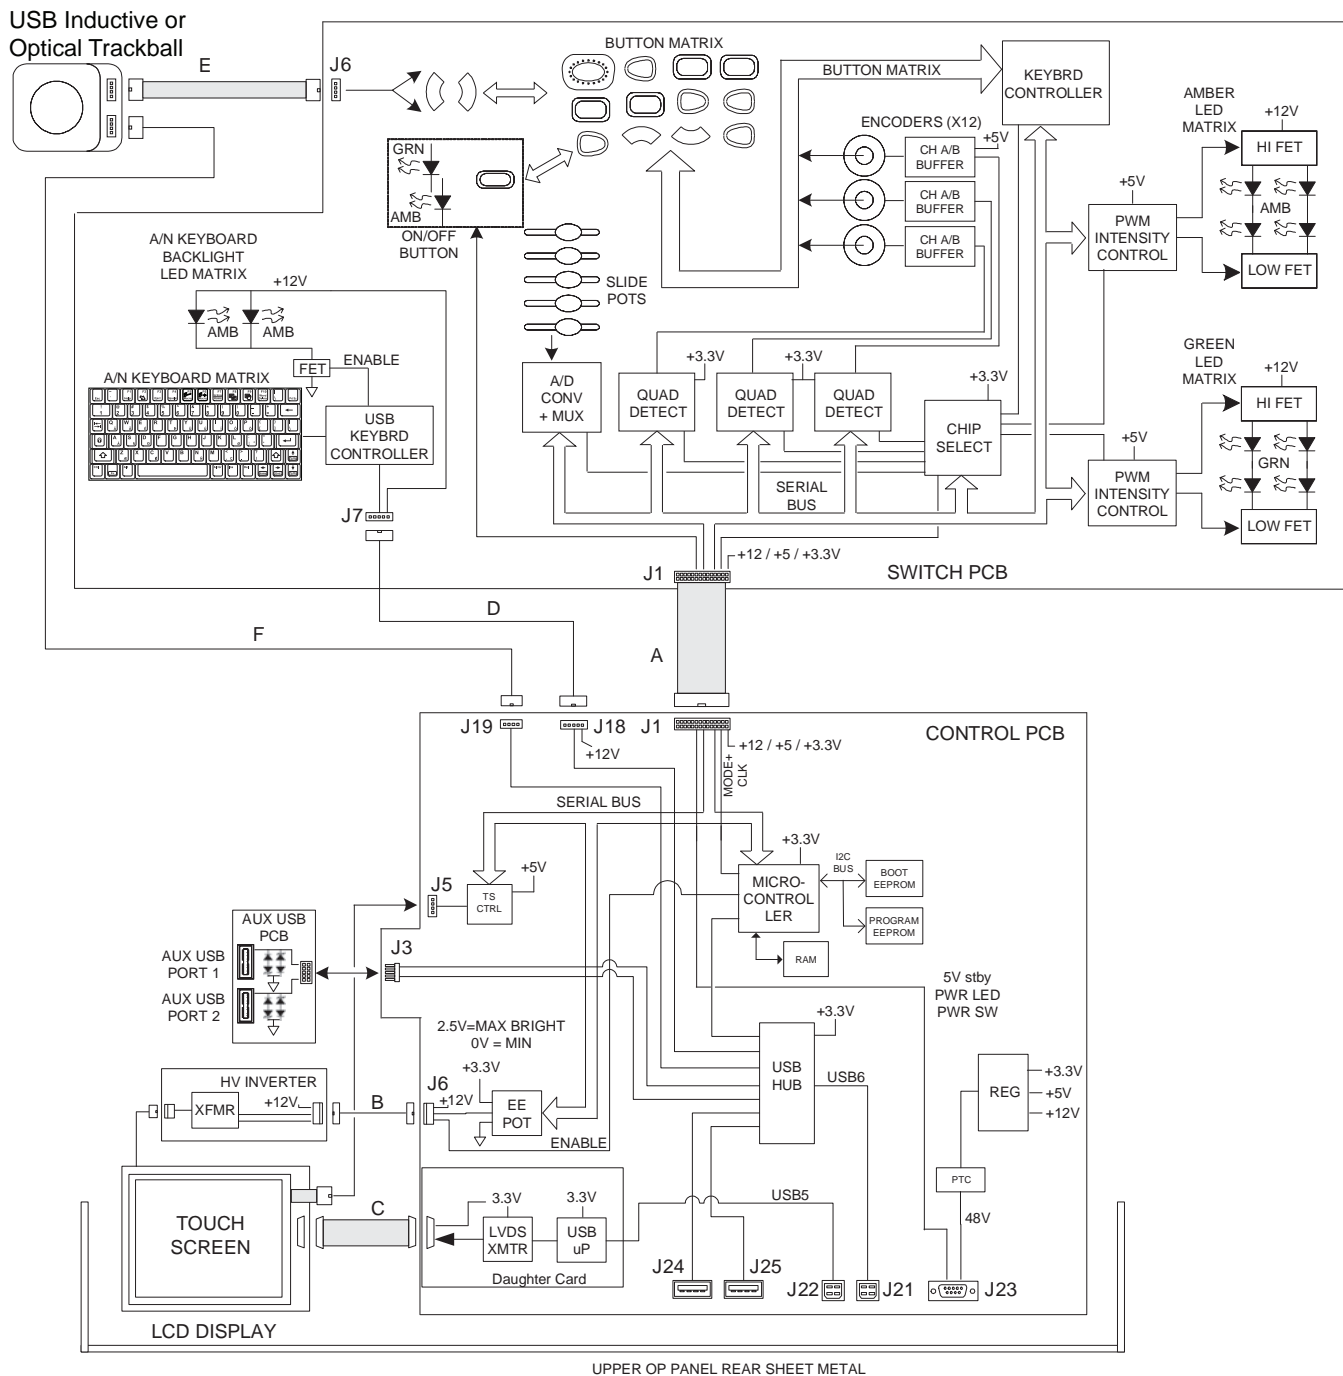 USB Inductive or
Optical Trackball
E
J6
BUTTON MATRIX
BUTTON MATRIX
KEYBRD
CONTROLLER
AMBER
LED
MATRIX
+12V
HI FET
AMB
LOW FET
ENCODERS (X12)
+5V
CH A/B
BUFFER
CH A/B
BUFFER
CH A/B
BUFFER
+5V
PWM
INTENSITY
CONTROL
GRN
AMB
ON/OFF
BUTTON
A/N KEYBOARD
BACKLIGHT
LED MATRIX
+12V
AMB
AMB
FET
ENABLE
SLIDE
POTS
A/N KEYBOARD MATRIX
USB
KEYBRD
CONTROLLER
A/D
CONV
+ MUX
+3.3V
QUAD
DETECT
+3.3V
QUAD
DETECT
QUAD
DETECT
+3.3V
CHIP
SELECT
GREEN
LED
MATRIX
+12V
HI FET
GRN
LOW FET
+5V
PWM
INTENSITY
CONTROL
SERIAL
BUS
J7
+12 / +5 / +3.3V
J1
SWITCH PCB
D
F
A
J19
J18
J1
+12V
+12 / +5 / +3.3V
CONTROL PCB
MODE+
CLK
SERIAL BUS
+3.3V
MICRO-
CONTROL
LER
I2C
BUS
BOOT
EEPROM
PROGRAM
EEPROM
RAM
J5
+5V
TS
CTRL
AUX USB
PCB
AUX USB
PORT 1
AUX USB
PORT 2
J3
5V stby
PWR LED
PWR SW
2.5V=MAX BRIGHT
0V = MIN
+3.3V
USB
HUB
USB6
+3.3V
J6
+12V
EE
POT
ENABLE
REG
+3.3V
+5V
+12V
HV INVERTER
XFMR
+12V
B
PTC
48V
TOUCH
SCREEN
C
3.3V
3.3V
LVDS
XMTR
USB
uP
USB5
Daughter Card
J24
J25
J22
J21
J23
LCD DISPLAY
UPPER OP PANEL REAR SHEET METAL